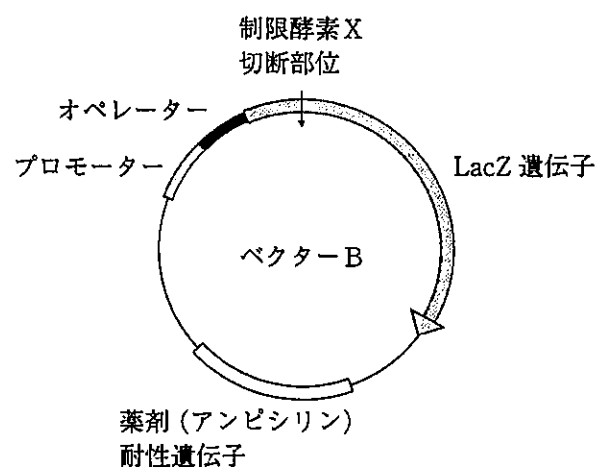 制限酵素X
切断部位
オペレーター
プロモーター
LacZ 遺伝子
ベクターB
薬剤 (アンピシリン)
耐性遺伝子